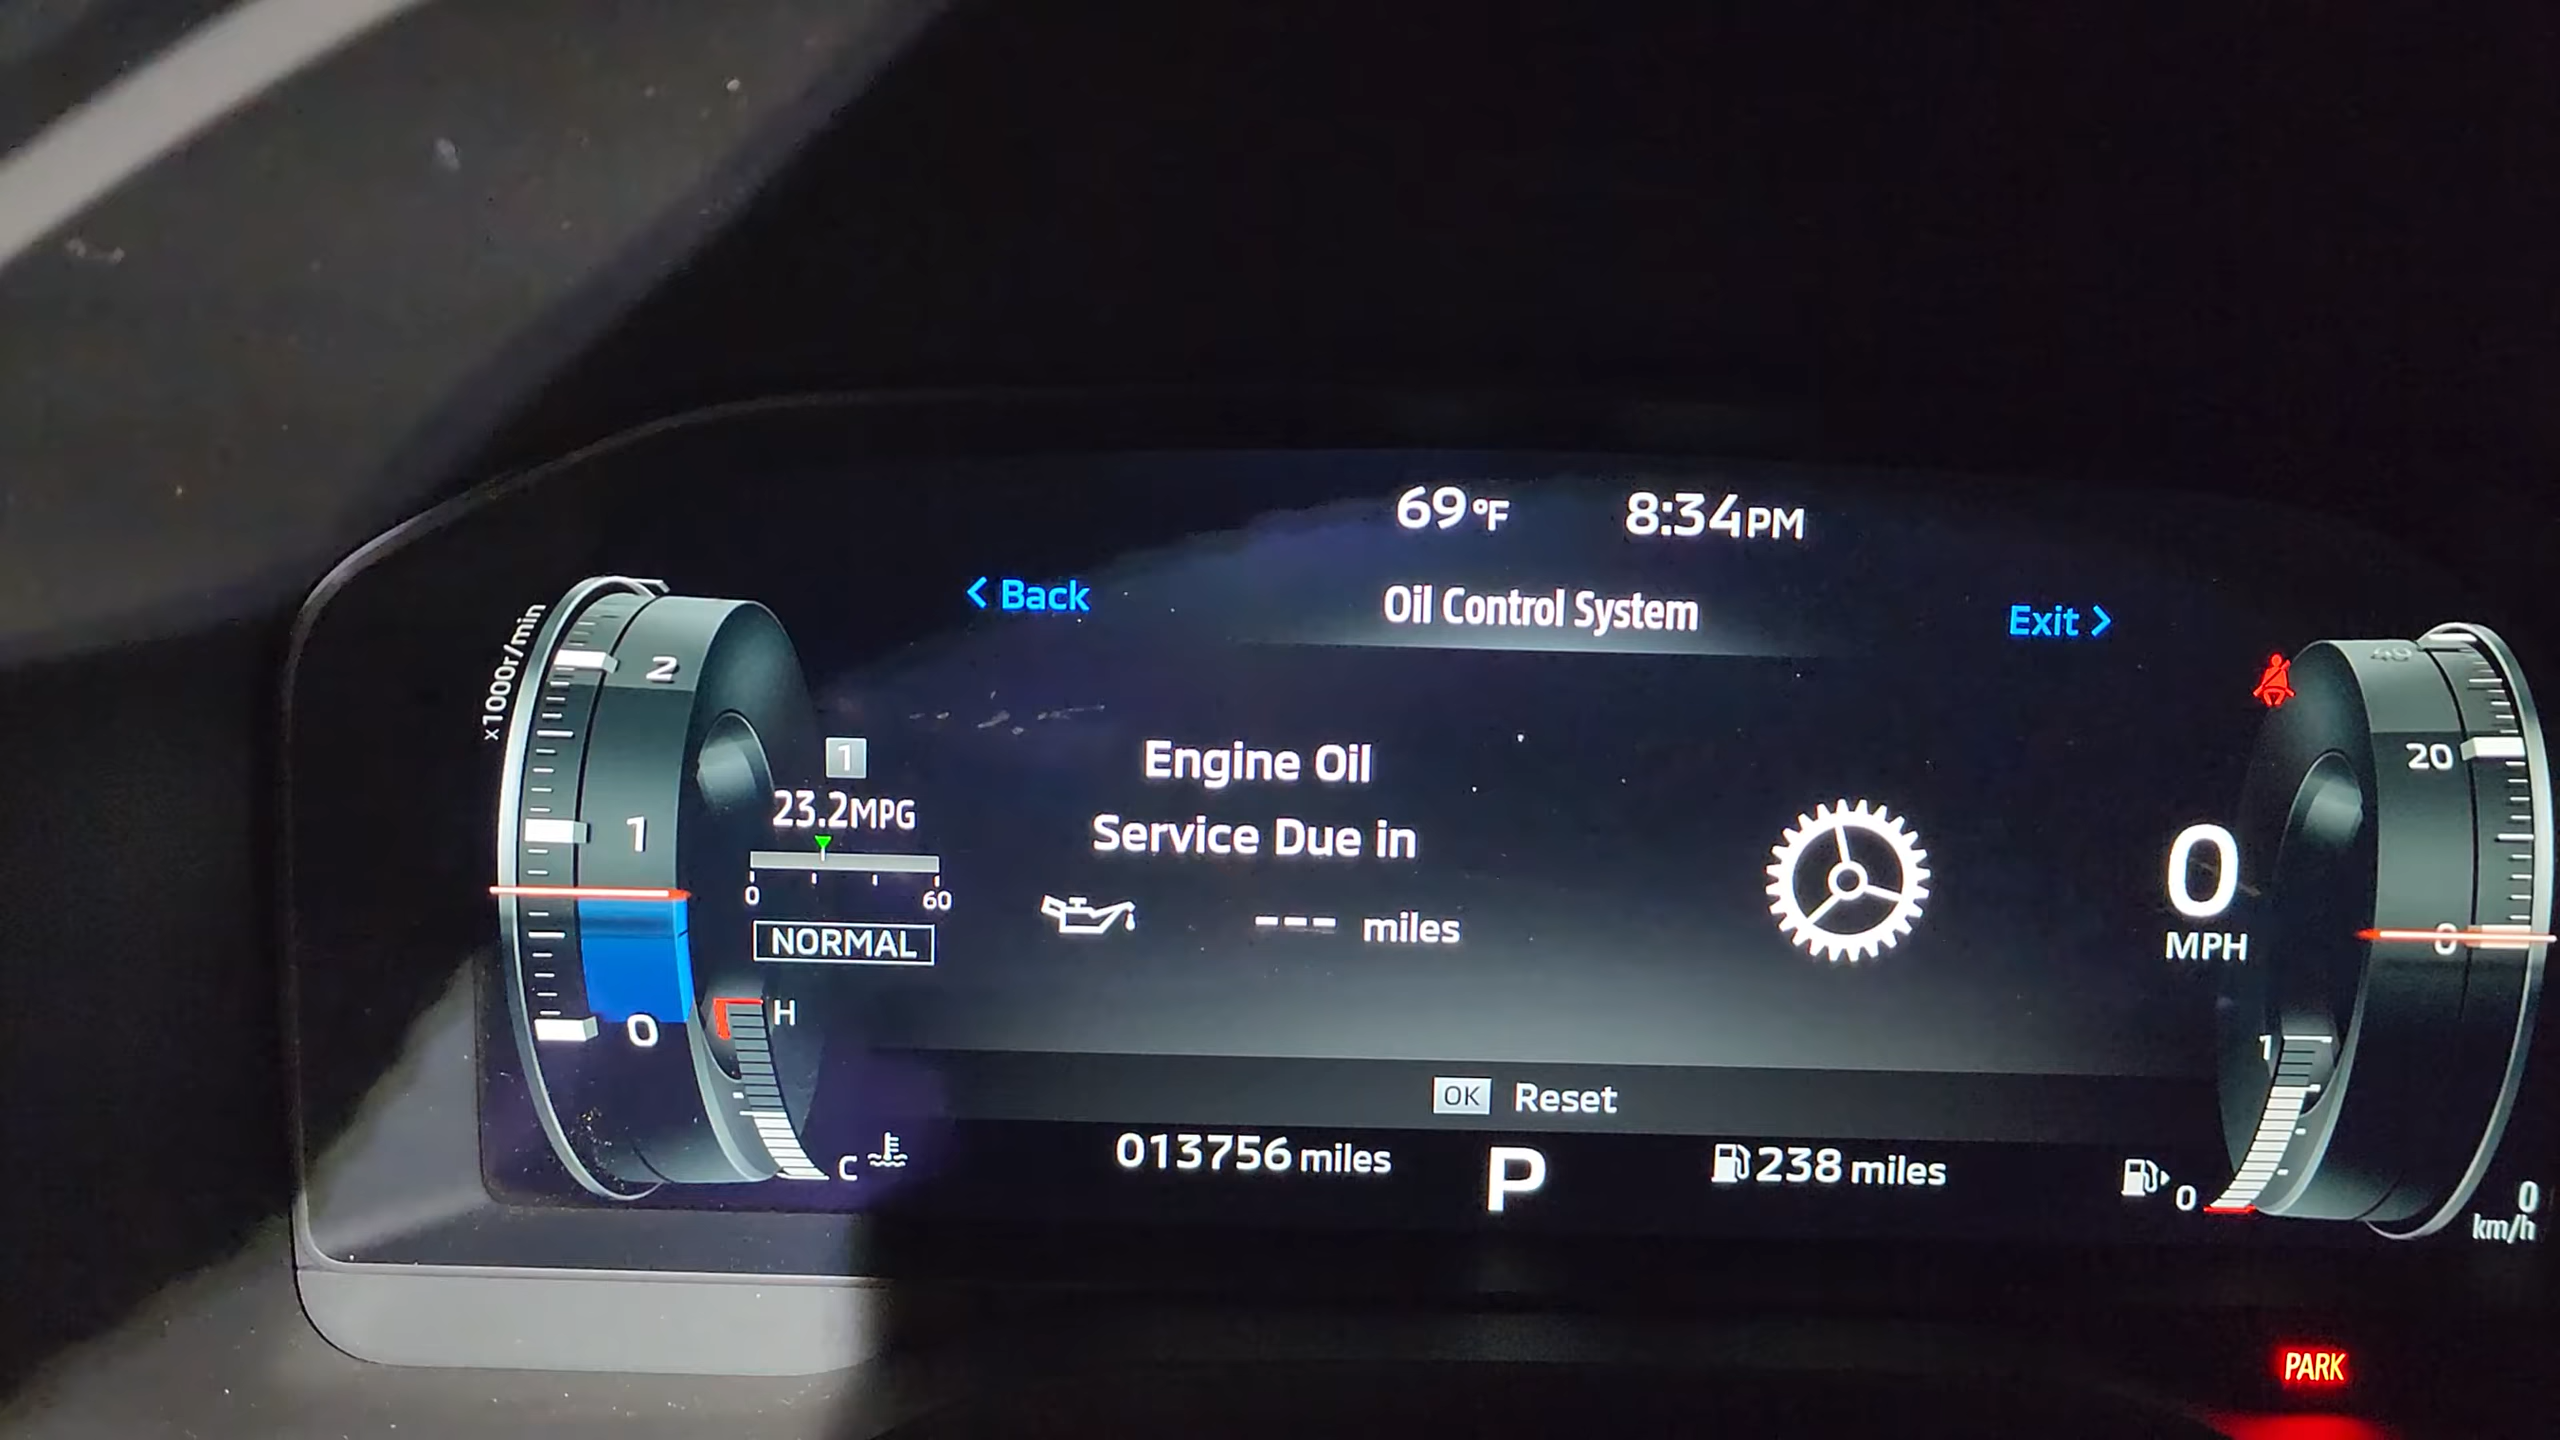 69°F 8:34PM
< Back Oil Control System Exit >
x1000r/min
2
1
0
1
23.2MPG
0 60
NORMAL
H
C
Engine Oil
Service Due in
--- miles
OK Reset
013756 miles P 238 miles
40
20
0
0
MPH
1
0
0
km/h
PARK